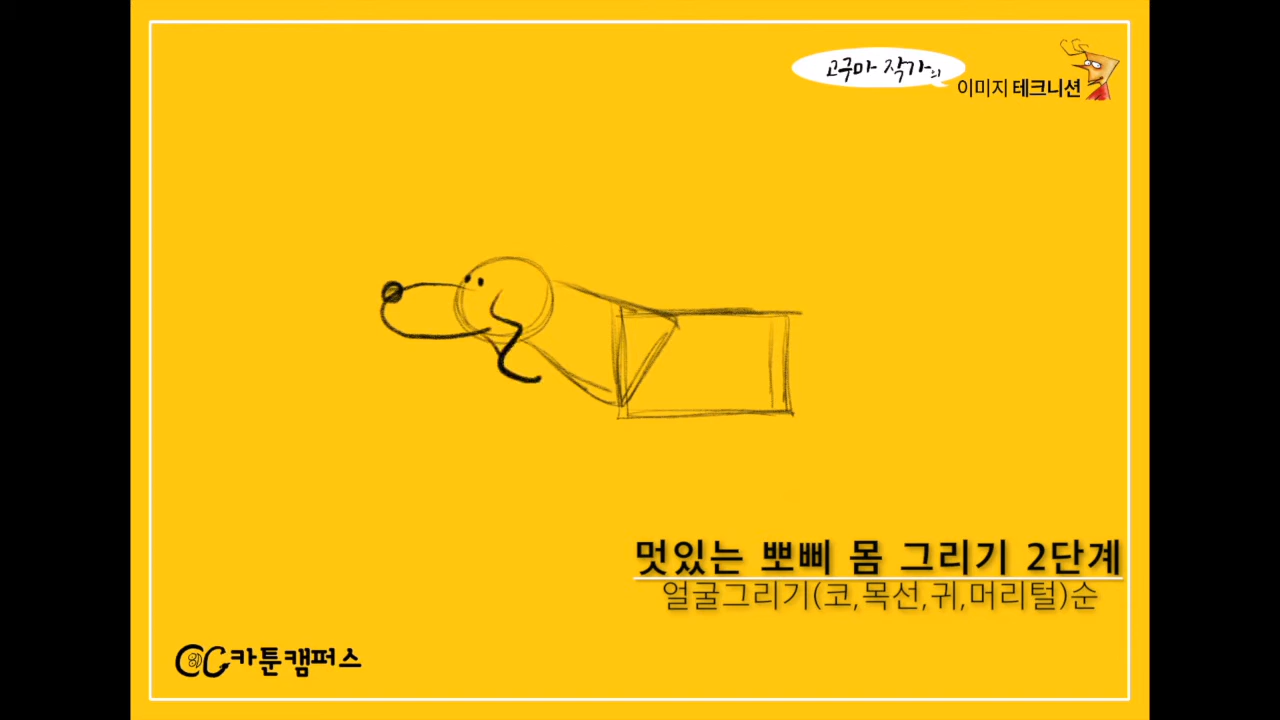 고구마 작가의
이미지 테크니션
멋있는 뽀삐 몸 그리기 2단계
얼굴그리기(코,목선,귀,머리털)순
카툰캠퍼스